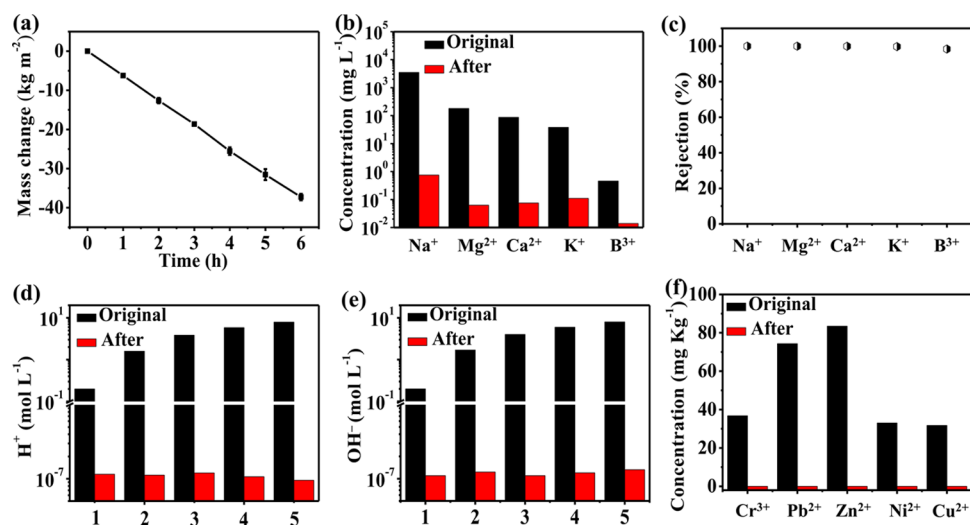 (a)
Mass change (kg m⁻²)
0
-10
-20
-30
-40
0 1 2 3 4 5 6
Time (h)
(b)
Concentration (mg L⁻¹)
10⁵
10⁴
10³
10²
10¹
10⁰
10⁻¹
10⁻²
Original
After
Na⁺ Mg²⁺ Ca²⁺ K⁺ B³⁺
(c)
Rejection (%)
100
80
60
40
20
0
Na⁺ Mg²⁺ Ca²⁺ K⁺ B³⁺
(d)
H⁺ (mol L⁻¹)
10¹
10⁻¹
10⁻⁷
Original
After
1 2 3 4 5
(e)
OH⁻ (mol L⁻¹)
10¹
10⁻¹
10⁻⁷
Original
After
1 2 3 4 5
(f)
Concentration (mg Kg⁻¹)
100
80
60
40
20
0
Original
After
Cr³⁺ Pb²⁺ Zn²⁺ Ni²⁺ Cu²⁺